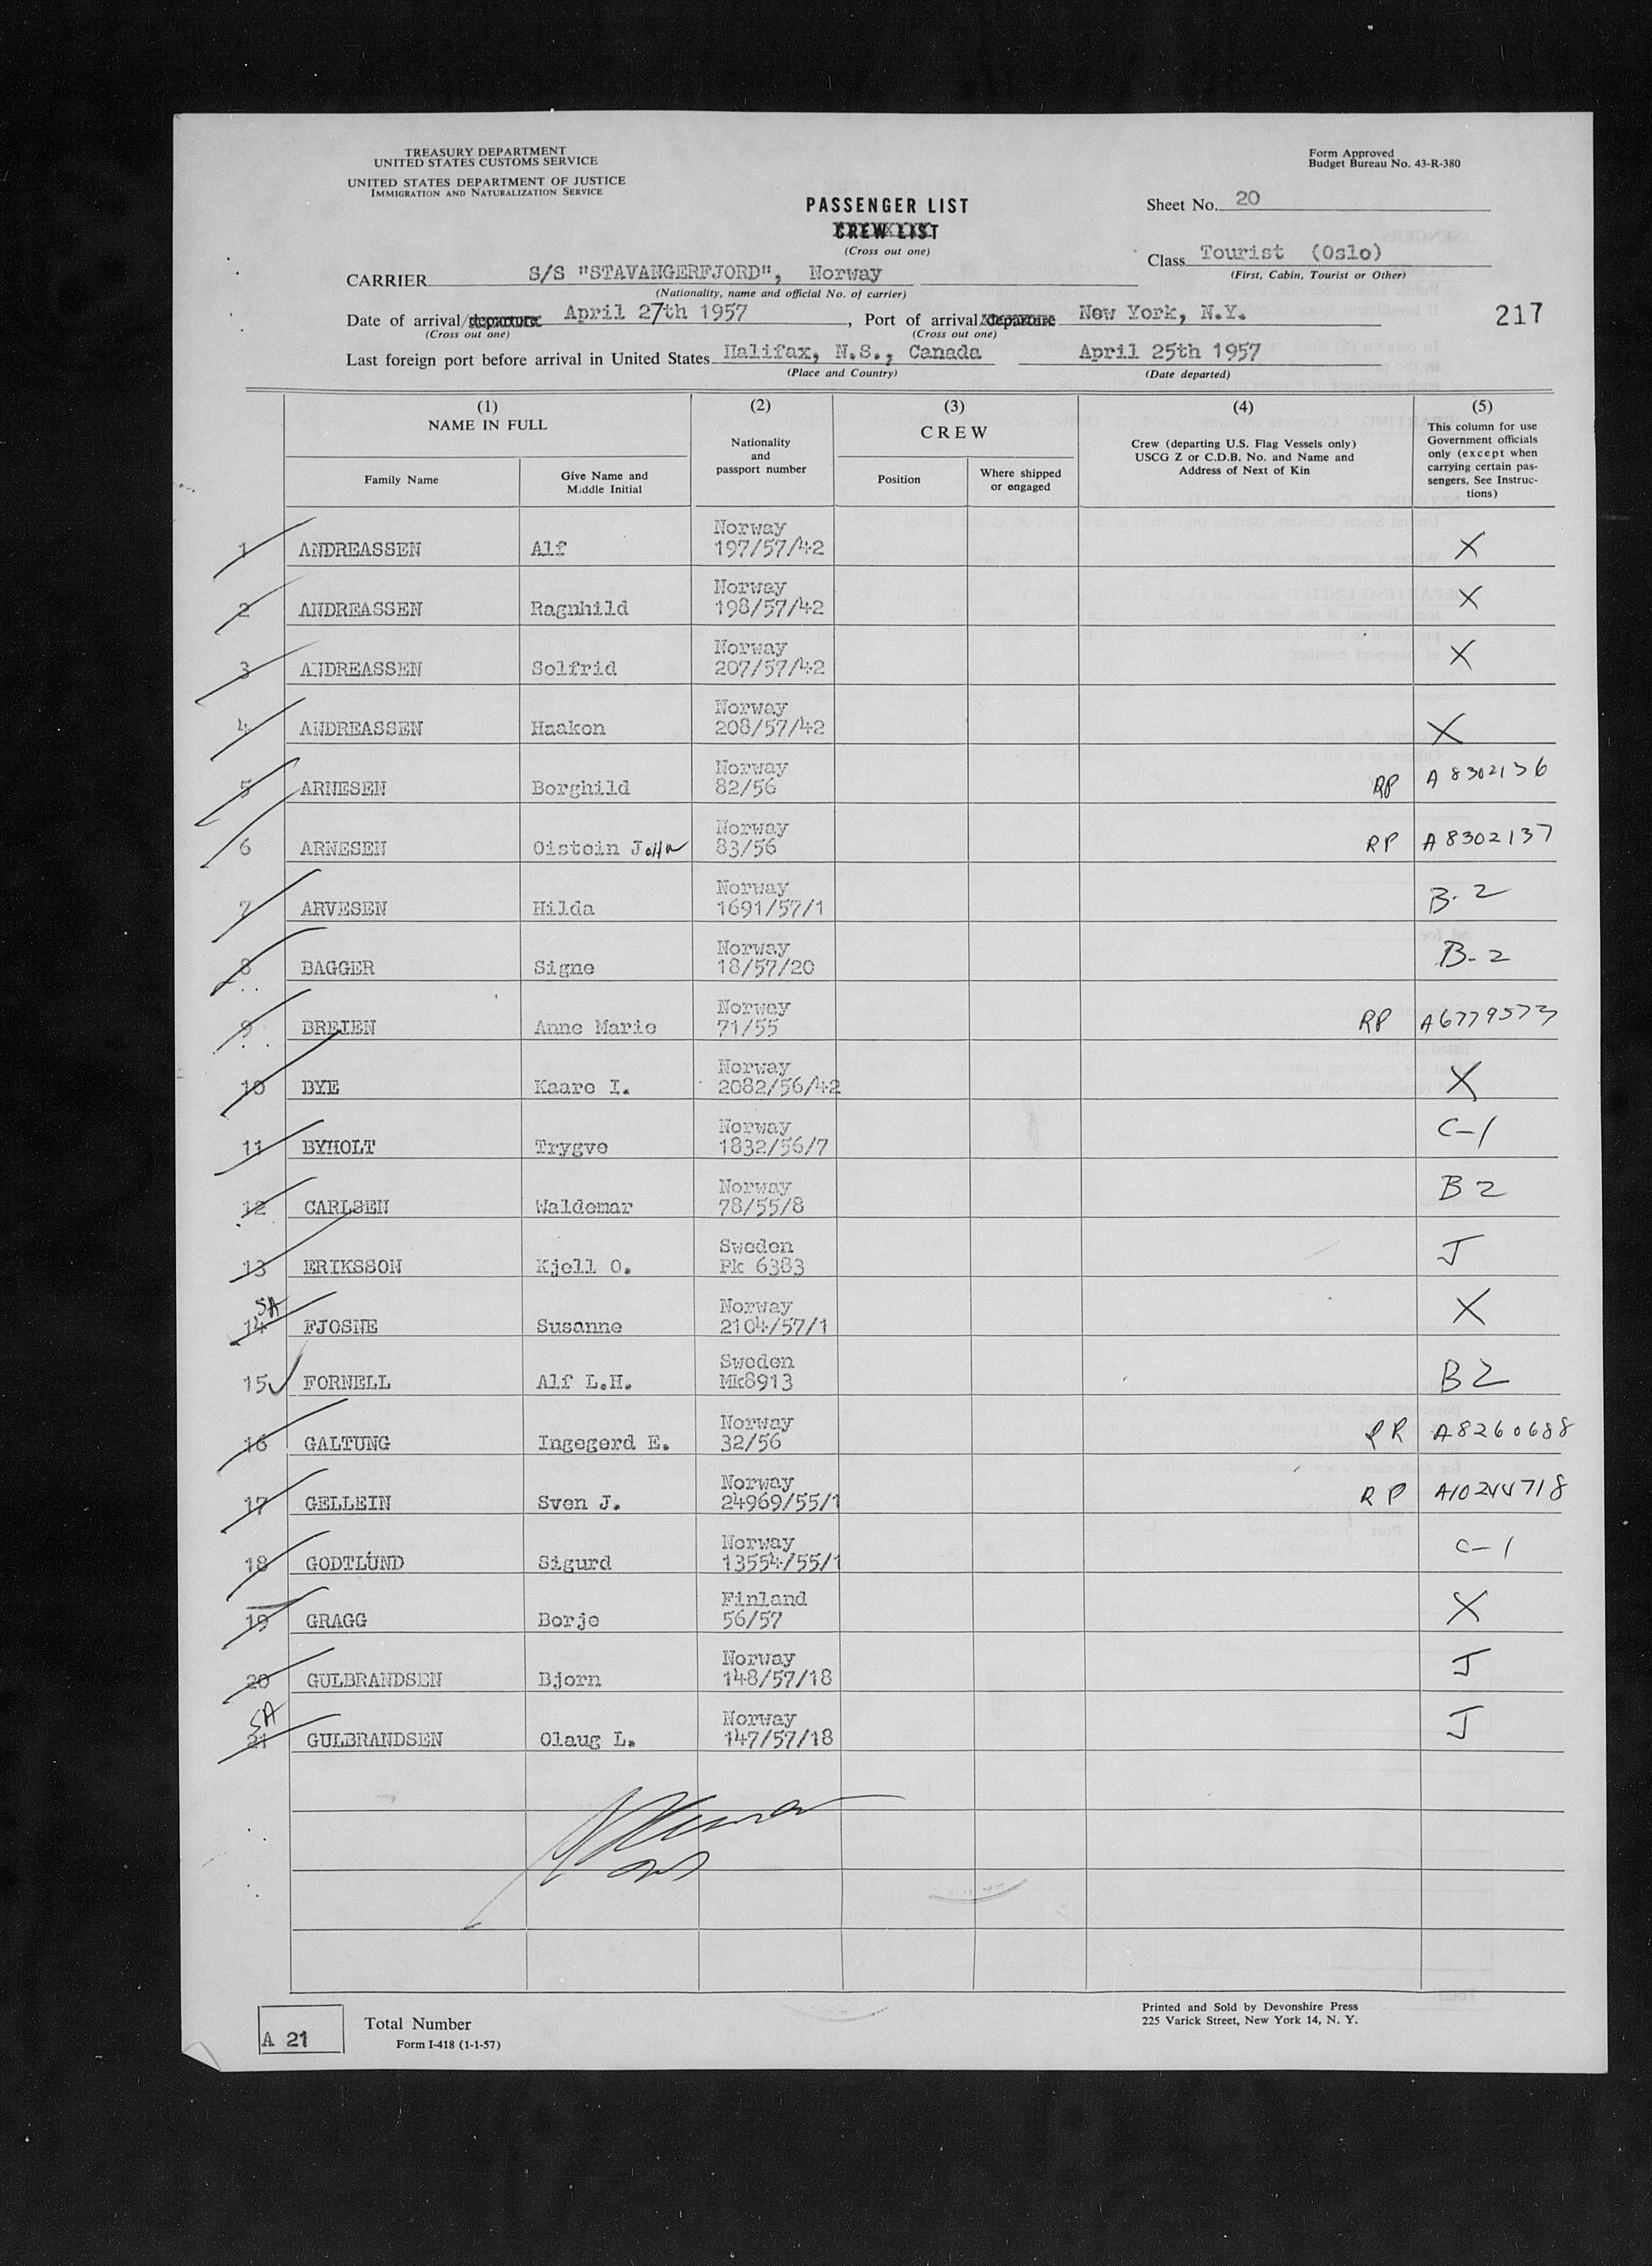 TREASURY DEPARTMENT
UNITED STATES CUSTOMS SERVICE
UNITED STATES DEPARTMENT OF JUSTICE
IMMIGRATION AND NATURALIZATION SERVICE
Form Approved
Budget Bureau No. 43-R-380
PASSENGER LIST
CREW LIST
(Cross out one)
Sheet No. 20
Class Tourist (Oslo)
(First, Cabin, Tourist or Other)
CARRIER S/S "STAVANGERFJORD", Norway
(Nationality, name and official No. of carrier)
Date of arrival/departure April 27th 1957, Port of arrival/departure New York, N.Y.
(Cross out one) (Cross out one)
217
Last foreign port before arrival in United States Halifax, N.S., Canada April 25th 1957
(Place and Country) (Date departed)
(1) NAME IN FULL
Family Name
Give Name and Middle Initial
(2) Nationality and passport number
(3) CREW
Position
Where shipped or engaged
(4) Crew (departing U.S. Flag Vessels only) USCG Z or C.D.B. No. and Name and Address of Next of Kin
(5) This column for use Government officials only (except when carrying certain passengers. See Instructions)
1 ANDREASSEN Alf Norway 197/57/42 X
2 ANDREASSEN Ragnhild Norway 198/57/42 X
3 ANDREASSEN Solfrid Norway 207/57/42 X
4 ANDREASSEN Haakon Norway 208/57/42 X
5 ARNESEN Borghild Norway 82/56 RP A8302136
6 ARNESEN Oistein John Norway 83/56 RP A8302137
7 ARVESEN Hilda Norway 1691/57/1 B-2
8 BAGGER Signe Norway 18/57/20 B-2
9 BREIEN Anne Marie Norway 71/55 RP A6779573
10 BYE Kaare I. Norway 2082/56/42 X
11 BYHOLT Trygve Norway 1832/56/7 C-1
12 CARLSEN Waldemar Norway 78/55/8 B2
13 ERIKSSON Kjell O. Sweden Pk 6383 J
SA
14 FJOSNE Susanne Norway 2104/57/1 X
15 FORNELL Alf L.H. Sweden Mk8913 B2
16 GALTUNG Ingegerd E. Norway 32/56 PR A8260688
17 GELLEIN Sven J. Norway 24969/55/1 RP A10244718
18 GODTLUND Sigurd Norway 13554/55/1 C-1
19 GRAGG Borje Finland 56/57 X
20 GULBRANDSEN Bjorn Norway 148/57/18 J
SA
21 GULBRANDSEN Olaug L. Norway 147/57/18 J
A 21
Total Number
Form I-418 (1-1-57)
Printed and Sold by Devonshire Press
225 Varick Street, New York 14, N. Y.